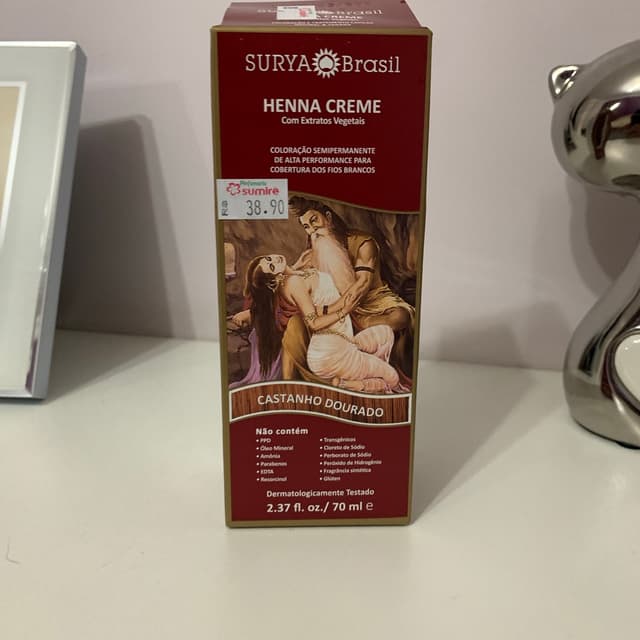 SURYA Brasil
HENNA CREME
Com Extratos Vegetais
COLORAÇÃO SEMIPERMANENTE
DE ALTA PERFORMANCE PARA
COBERTURA DOS FIOS BRANCOS
Perfumaria
sumirê
R$ 38.90
CASTANHO DOURADO
Não contém
• PPD
• Óleo Mineral
• Amônia
• Parabenos
• EDTA
• Resorcinol
• Transgênicos
• Cloreto de Sódio
• Perborato de Sódio
• Peróxido de Hidrogênio
• Fragrância sintética
• Glúten
Dermatologicamente Testado
2.37 fl. oz./ 70 ml e